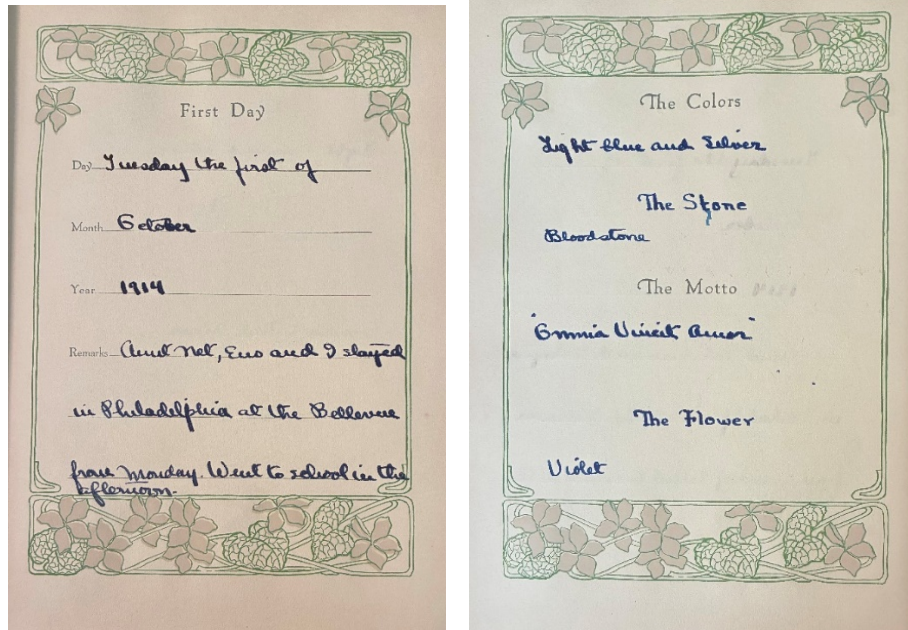 First Day
Day Tuesday the first of
Month October
Year 1914
Remarks Aunt Net, and I stayed
in Philadelphia at the Bellevue
from Monday. Went to school in the
afternoon.
The Colors
Light blue and Silver
The Stone
Bloodstone
The Motto
"Omnia Vincit Amor"
The Flower
Violet